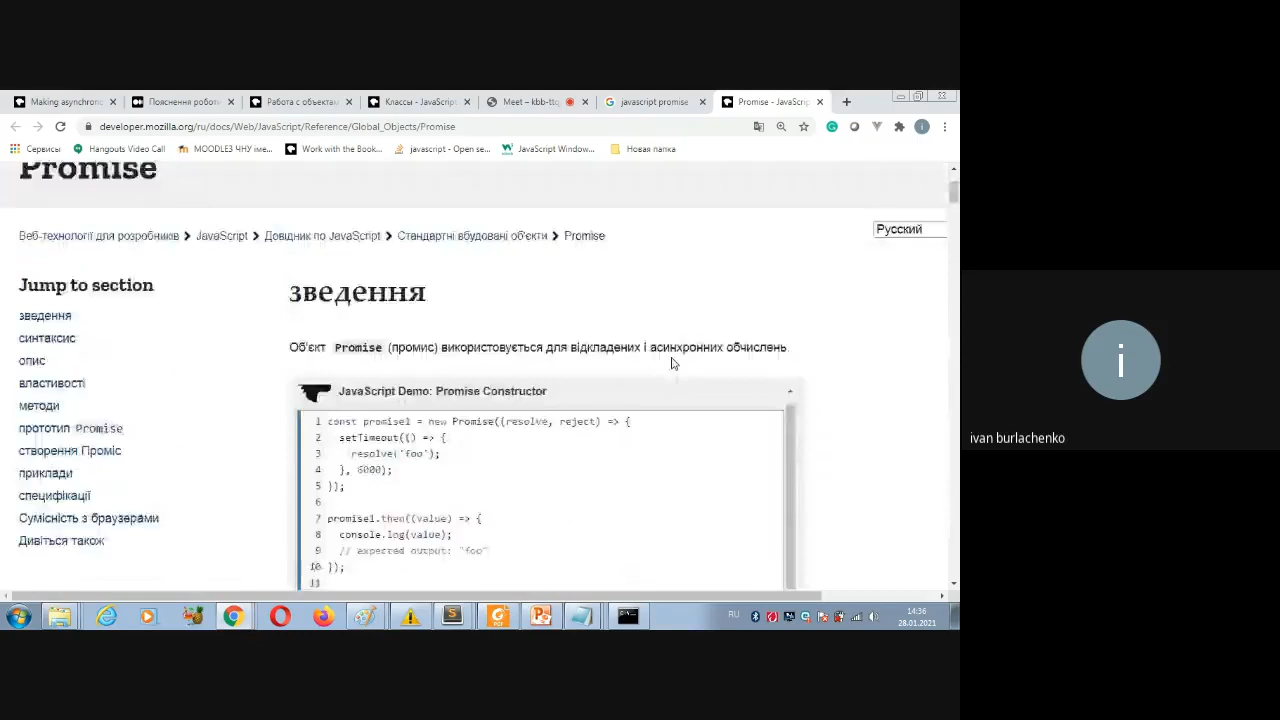 Making asynchrono
Пояснення роботи
Работа с объектам
Классы - JavaScript
Meet – kbb-ttq
javascript promise
Promise - JavaScrip
developer.mozilla.org/ru/docs/Web/JavaScript/Reference/Global_Objects/Promise
Сервисы
Hangouts Video Call
MOODLE3 ЧНУ іме...
Work with the Book...
javascript - Open se...
JavaScript Window...
Новая папка
Promise
Веб-технології для розробників > JavaScript > Довідник по JavaScript > Стандартні вбудовані об'єкти > Promise
Русский
Jump to section
зведення
синтаксис
опис
властивості
методи
прототип Promise
створення Проміс
приклади
специфікації
Сумісність з браузерами
Дивіться також
зведення
Об'єкт Promise (промис) використовується для відкладених і асинхронних обчислень.
JavaScript Demo: Promise Constructor
1 const promise1 = new Promise((resolve, reject) => {
2 setTimeout(() => {
3 resolve('foo');
4 }, 6000);
5 });
6
7 promise1.then((value) => {
8 console.log(value);
9 // expected output: "foo"
10 });
11
i
ivan burlachenko
RU
14:36
28.01.2021